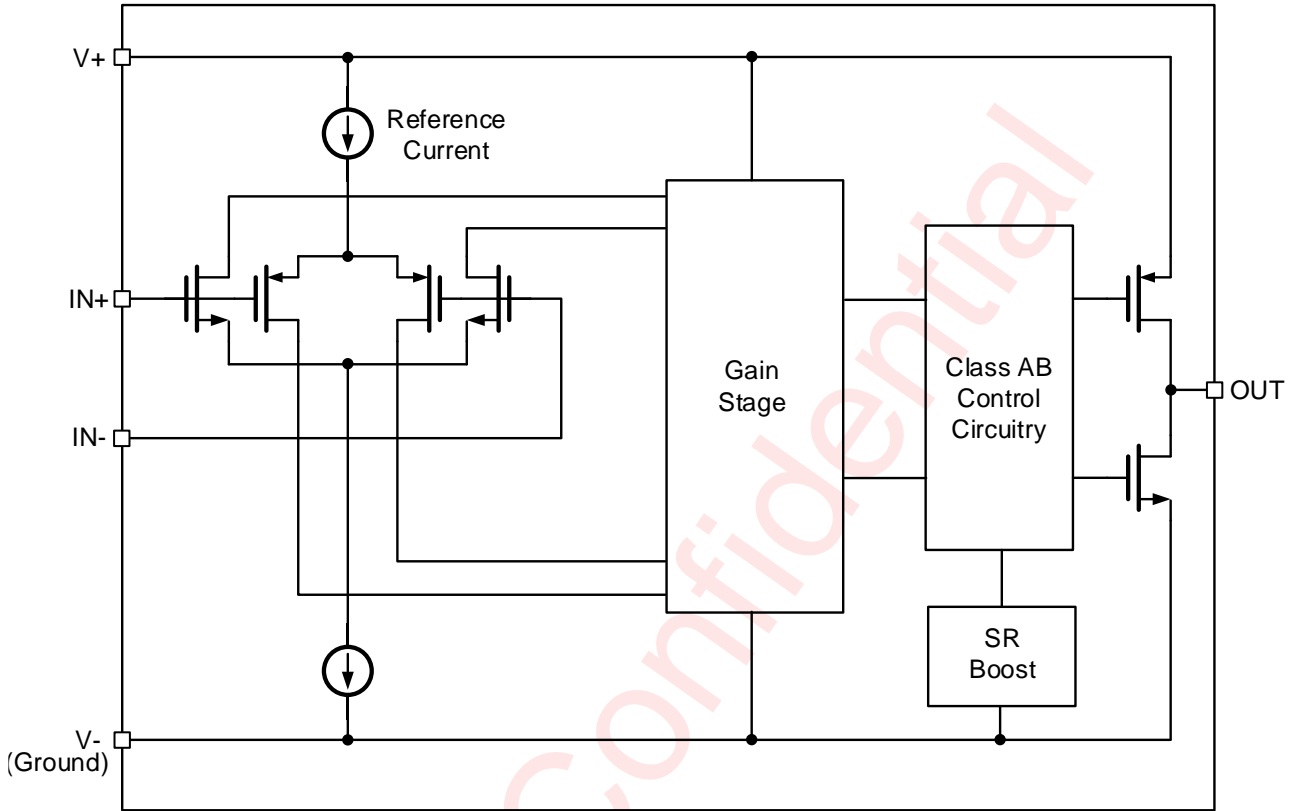 V+
Reference
Current
IN+
Gain
Stage
Class AB
Control
Circuitry
OUT
IN-
SR
Boost
V-
(Ground)
Confidential